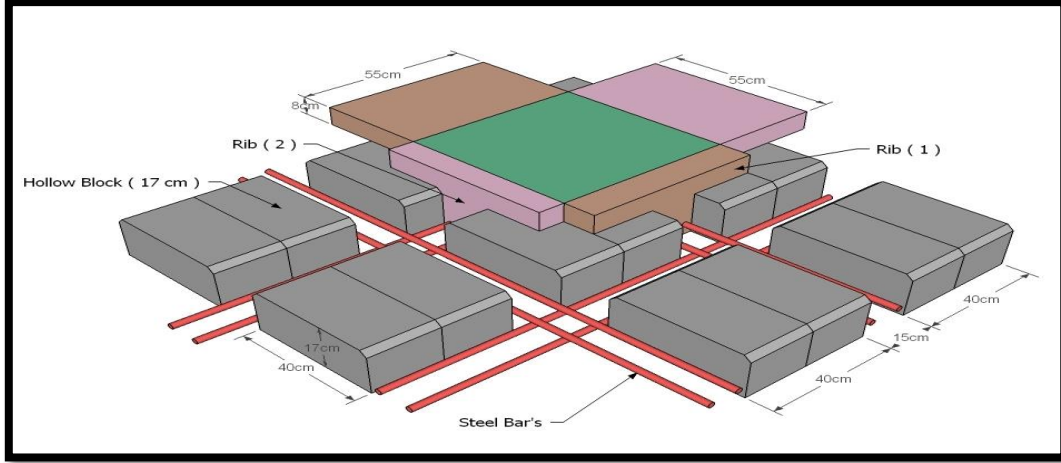 55cm
55cm
8cm
Rib ( 2 )
Rib ( 1 )
Hollow Block ( 17 cm )
17cm
40cm
40cm
15cm
40cm
Steel Bar's